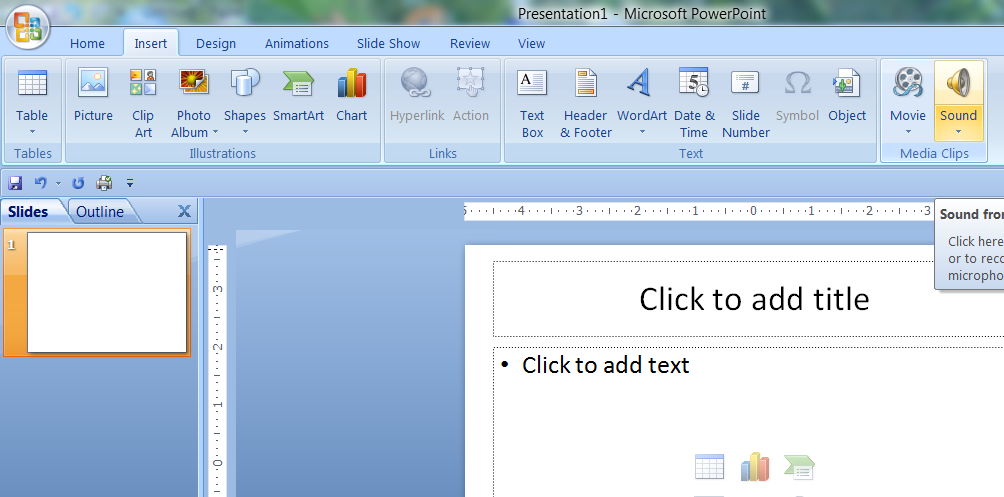 Presentation1 - Microsoft PowerPoint
Home Insert Design Animations Slide Show Review View
Table Picture Clip Art Photo Album Shapes SmartArt Chart Hyperlink Action Text Box Header & Footer WordArt Date & Time Slide Number Symbol Object Movie Sound
Tables Illustrations Links Text Media Clips
Slides Outline
5 4 3 2 1 0 1 2 3
Sound from
Click here
or to reco
micropho
1
3
2
1
0
Click to add title
• Click to add text